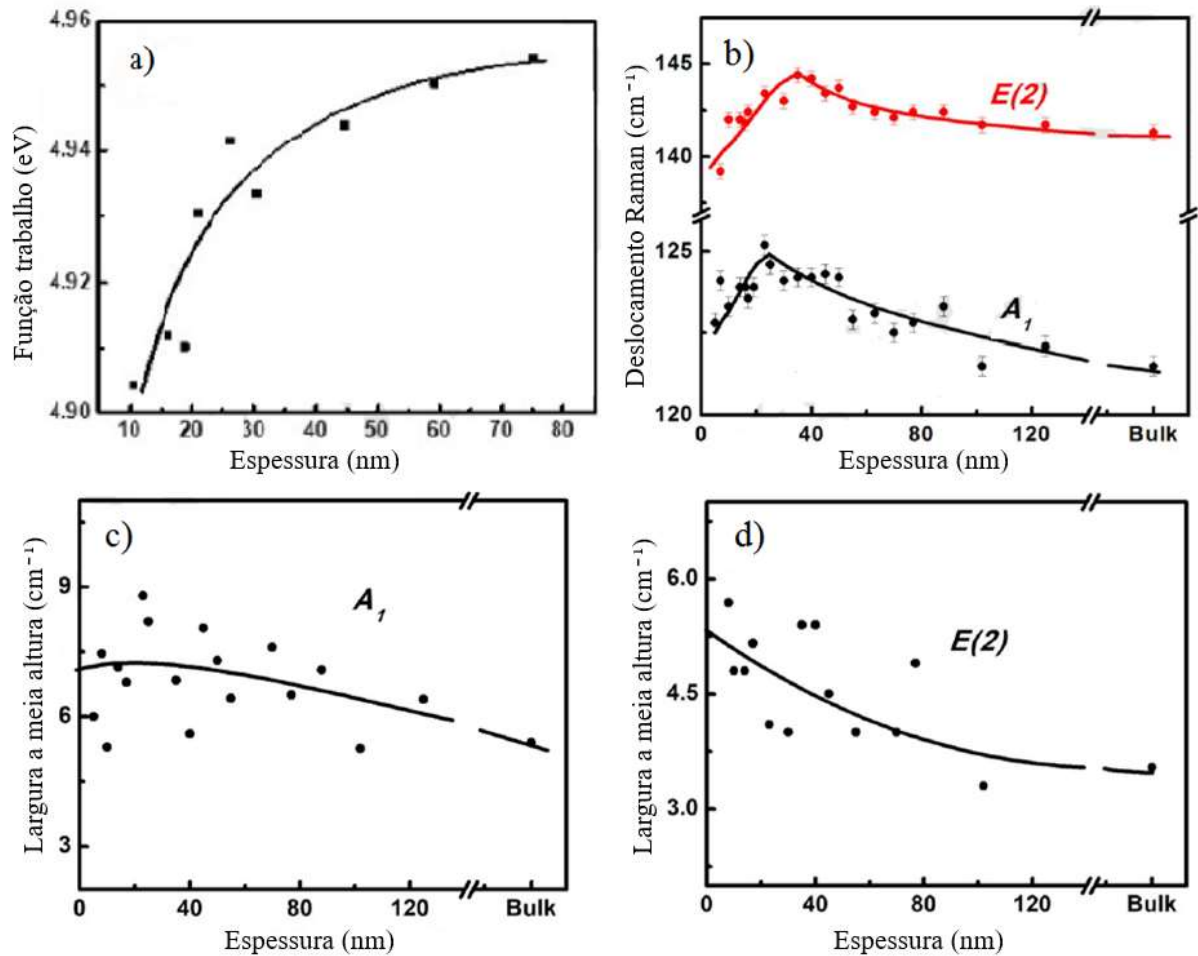 a)
Função trabalho (eV)
4.96
4.94
4.92
4.90
10 20 30 40 50 60 70 80
Espessura (nm)
b)
Deslocamento Raman (cm⁻¹)
145
140
125
120
E(2)
A₁
0 40 80 120 Bulk
Espessura (nm)
c)
Largura a meia altura (cm⁻¹)
9
6
3
A₁
0 40 80 120 Bulk
Espessura (nm)
d)
Largura a meia altura (cm⁻¹)
6.0
4.5
3.0
E(2)
0 40 80 120 Bulk
Espessura (nm)